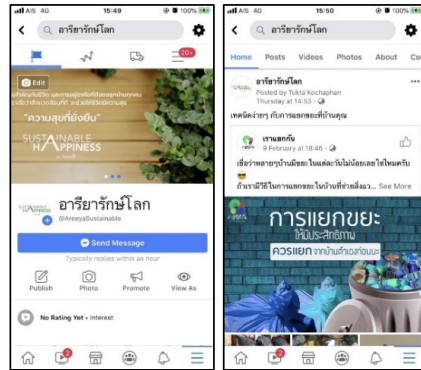 AIS 4G 15:49 100%
อารียารักษ์โลก
20+
Edit
"ความสุขที่ยั่งยืน"
SUSTAINABLE
HAPPINESS
อารียารักษ์โลก
@AreeyaSustainable
Send Message
Typically replies within an hour
Publish Photo Promote View As
No Rating Yet • Interest
2
AIS 4G 15:50 100%
อารียารักษ์โลก
Home Posts Videos Photos About Co
อารียารักษ์โลก
Posted by Tukta Kochaphan
Thursday at 14:53
เทคนิคง่ายๆ กับการแยกขยะที่บ้านคุณ
เราแยกกัน
9 February at 18:46
เชื่อว่าหลายๆบ้านมีขยะในแต่ละวันไม่น้อยเลยใช่ไหมครับ
ถ้าเรามีวิธีในการแยกขยะในบ้านที่ช่วยสิ่งแว... See More
การแยกขยะ
ให้มีประสิทธิภาพ
ควรแยก จากบ้านตัวเองก่อนนะ
2